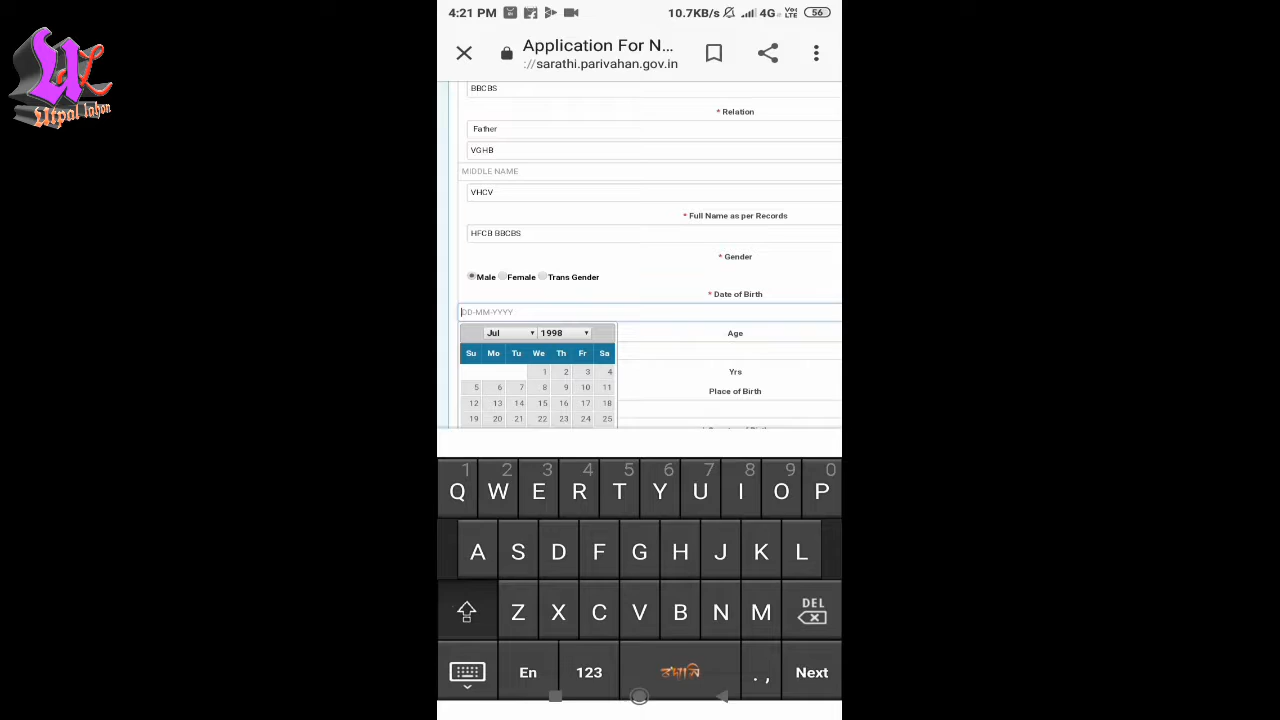 4:21 PM
10.7KB/s 4G VoLTE 56
Application For N...
://sarathi.parivahan.gov.in
UL
Utpal lahon
BBCBS
* Relation
Father
VGHB
MIDDLE NAME
VHCV
* Full Name as per Records
HFCB BBCBS
* Gender
Male Female Trans Gender
* Date of Birth
DD-MM-YYYY
Jul 1998
Su Mo Tu We Th Fr Sa
1 2 3 4
5 6 7 8 9 10 11
12 13 14 15 16 17 18
19 20 21 22 23 24 25
Age
Yrs
Place of Birth
1 2 3 4 5 6 7 8 9 0
Q W E R T Y U I O P
A S D F G H J K L
Z X C V B N M DEL
En 123 . , Next